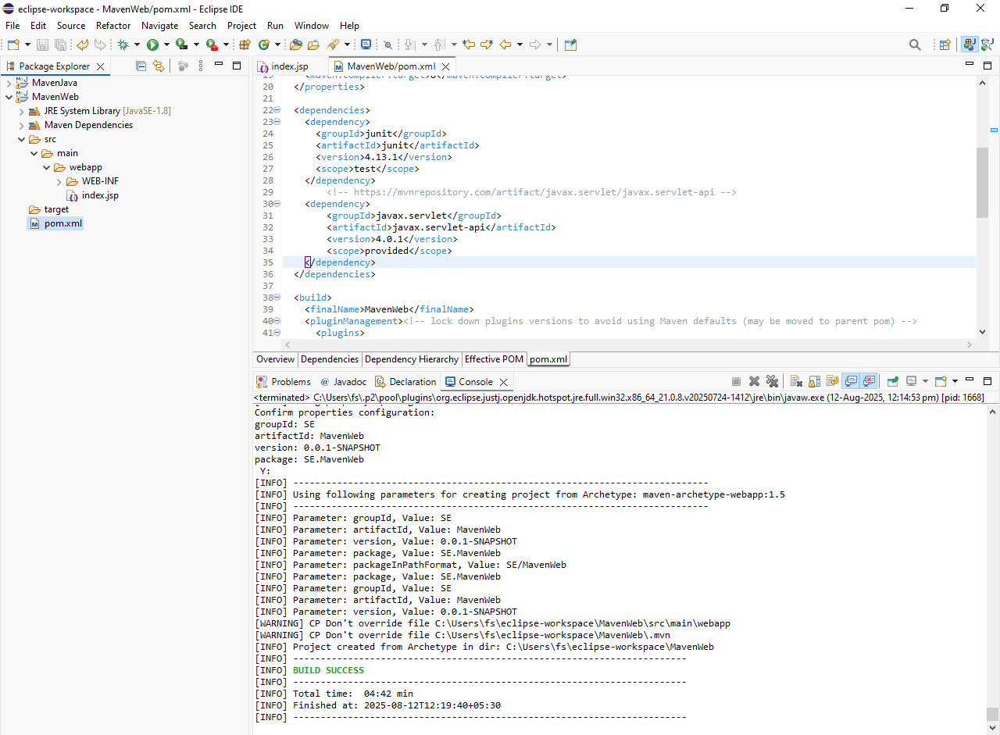 eclipse-workspace - MavenWeb/pom.xml - Eclipse IDE
File Edit Source Refactor Navigate Search Project Run Window Help
Package Explorer
MavenJava
MavenWeb
JRE System Library [JavaSE-1.8]
Maven Dependencies
src
main
webapp
WEB-INF
index.jsp
target
pom.xml
index.jsp MavenWeb/pom.xml
19 <maven.compiler.target>8</maven.compiler.target>
20 </properties>
21
22 <dependencies>
23 <dependency>
24 <groupId>junit</groupId>
25 <artifactId>junit</artifactId>
26 <version>4.13.1</version>
27 <scope>test</scope>
28 </dependency>
29 <!-- https://mvnrepository.com/artifact/javax.servlet/javax.servlet-api -->
30 <dependency>
31 <groupId>javax.servlet</groupId>
32 <artifactId>javax.servlet-api</artifactId>
33 <version>4.0.1</version>
34 <scope>provided</scope>
35 </dependency>
36 </dependencies>
37
38 <build>
39 <finalName>MavenWeb</finalName>
40 <pluginManagement><!-- lock down plugins versions to avoid using Maven defaults (may be moved to parent pom) -->
41 <plugins>
Overview Dependencies Dependency Hierarchy Effective POM pom.xml
Problems @ Javadoc Declaration Console
<terminated> C:\Users\fs\.p2\pool\plugins\org.eclipse.justj.openjdk.hotspot.jre.full.win32.x86_64_21.0.8.v20250724-1412\jre\bin\javaw.exe (12-Aug-2025, 12:14:53 pm) [pid: 1668]
Confirm properties configuration:
groupId: SE
artifactId: MavenWeb
version: 0.0.1-SNAPSHOT
package: SE.MavenWeb
Y:
[INFO] ----------------------------------------------------------------------------
[INFO] Using following parameters for creating project from Archetype: maven-archetype-webapp:1.5
[INFO] ----------------------------------------------------------------------------
[INFO] Parameter: groupId, Value: SE
[INFO] Parameter: artifactId, Value: MavenWeb
[INFO] Parameter: version, Value: 0.0.1-SNAPSHOT
[INFO] Parameter: package, Value: SE.MavenWeb
[INFO] Parameter: packageInPathFormat, Value: SE/MavenWeb
[INFO] Parameter: package, Value: SE.MavenWeb
[INFO] Parameter: groupId, Value: SE
[INFO] Parameter: artifactId, Value: MavenWeb
[INFO] Parameter: version, Value: 0.0.1-SNAPSHOT
[WARNING] CP Don't override file C:\Users\fs\eclipse-workspace\MavenWeb\src\main\webapp
[WARNING] CP Don't override file C:\Users\fs\eclipse-workspace\MavenWeb\.mvn
[INFO] Project created from Archetype in dir: C:\Users\fs\eclipse-workspace\MavenWeb
[INFO] ------------------------------------------------------------------------
[INFO] BUILD SUCCESS
[INFO] ------------------------------------------------------------------------
[INFO] Total time:  04:42 min
[INFO] Finished at: 2025-08-12T12:19:40+05:30
[INFO] ------------------------------------------------------------------------